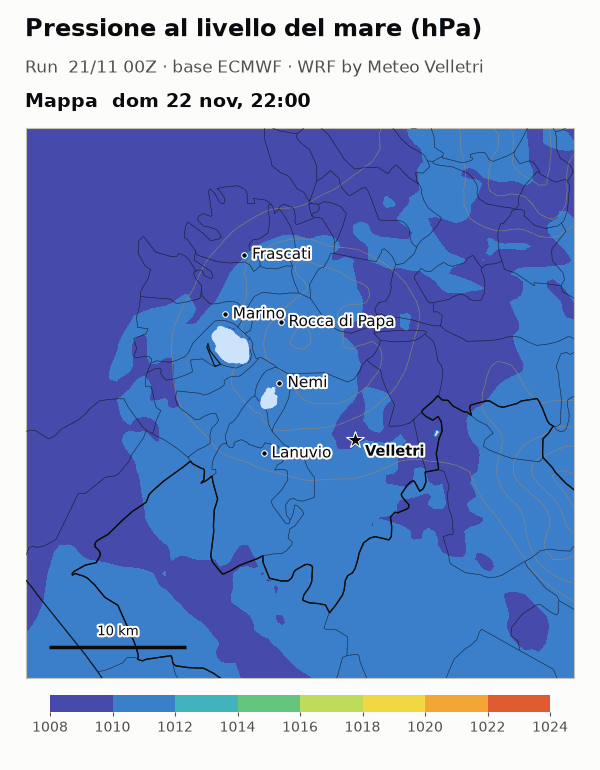 Pressione al livello del mare (hPa)
Run  21/11 00Z · base ECMWF · WRF by Meteo Velletri
Mappa  dom 22 nov, 22:00
Frascati
Marino
Rocca di Papa
Nemi
Velletri
Lanuvio
10 km
1008 1010 1012 1014 1016 1018 1020 1022 1024